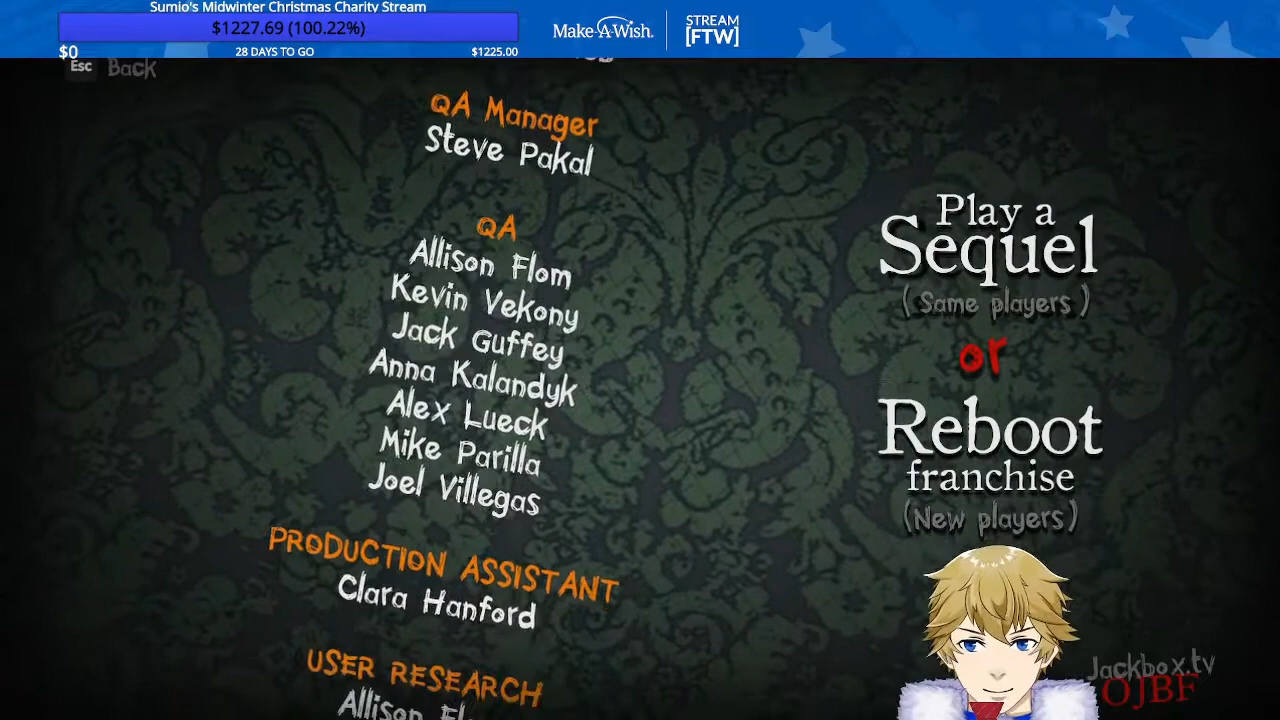 Sumio's Midwinter Christmas Charity Stream
$1227.69 (100.22%)
$0
28 DAYS TO GO
$1225.00
Make-A-Wish.
STREAM
[FTW]
Esc
Back
QA Manager
Steve Pakal
QA
Allison Flom
Kevin Vekony
Jack Guffey
Anna Kalandyk
Alex Lueck
Mike Parilla
Joel Villegas
PRODUCTION ASSISTANT
Clara Hanford
USER RESEARCH
Allison
Play a
Sequel
(Same players)
or
Reboot
franchise
(New players)
Jackbox.tv
OJBF